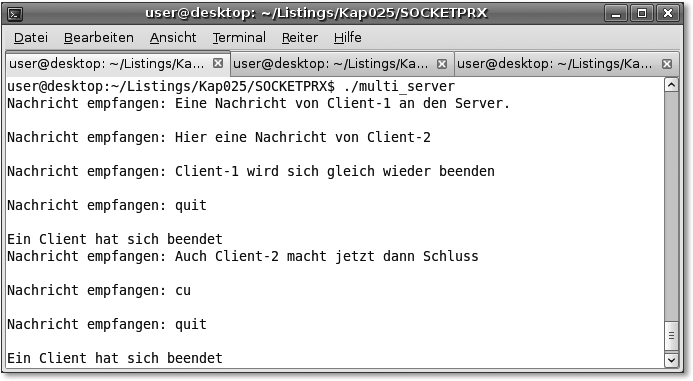 user@desktop: ~/Listings/Kap025/SOCKETPRX
Datei Bearbeiten Ansicht Terminal Reiter Hilfe
user@desktop: ~/Listings/Ka... user@desktop: ~/Listings/Ka... user@desktop: ~/Listings/Ka...
user@desktop:~/Listings/Kap025/SOCKETPRX$ ./multi_server
Nachricht empfangen: Eine Nachricht von Client-1 an den Server.
Nachricht empfangen: Hier eine Nachricht von Client-2
Nachricht empfangen: Client-1 wird sich gleich wieder beenden
Nachricht empfangen: quit
Ein Client hat sich beendet
Nachricht empfangen: Auch Client-2 macht jetzt dann Schluss
Nachricht empfangen: cu
Nachricht empfangen: quit
Ein Client hat sich beendet